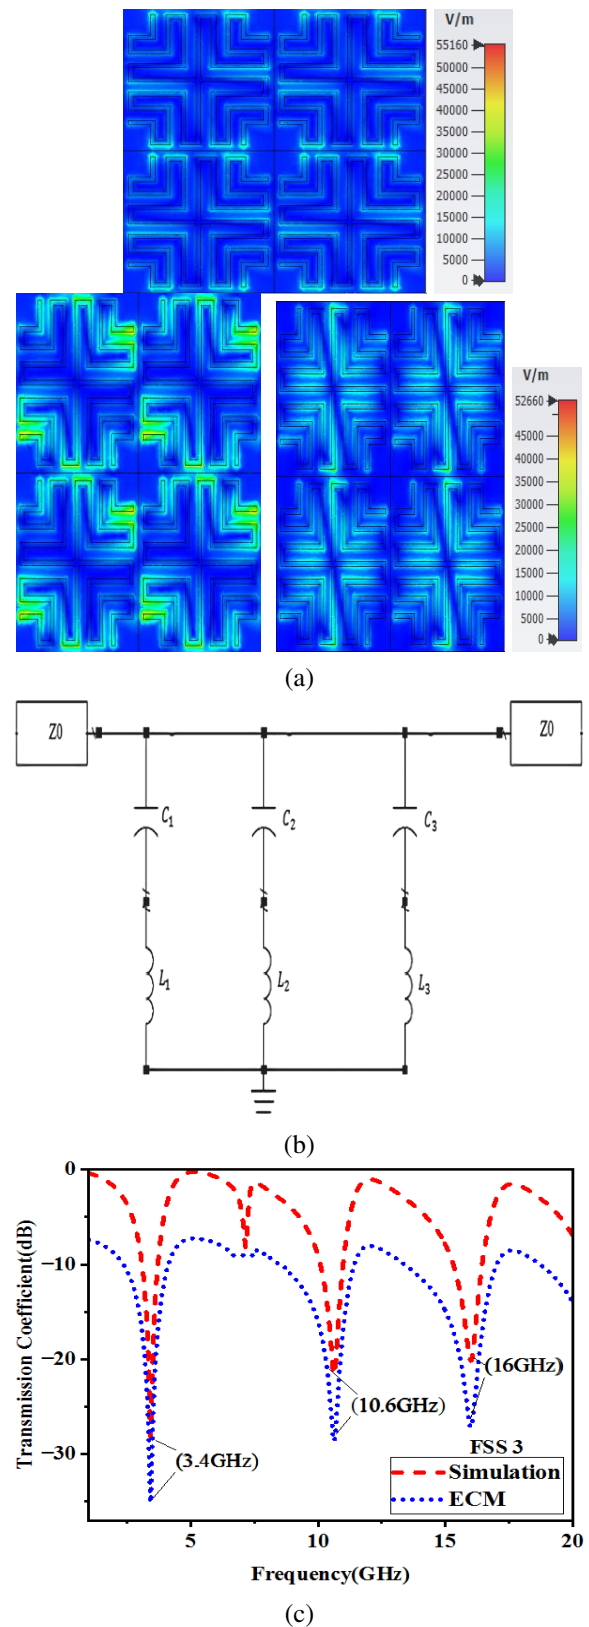 V/m
55160
50000
45000
40000
35000
30000
25000
20000
15000
10000
5000
0
V/m
52660
45000
40000
35000
30000
25000
20000
15000
10000
5000
0
(a)
Z0
Z0
C1
C2
C3
L1
L2
L3
(b)
0
−10
−20
−30
Transmission Coefficient(dB)
(3.4GHz)
(10.6GHz)
(16GHz)
FSS 3
Simulation
ECM
5
10
15
20
Frequency(GHz)
(c)